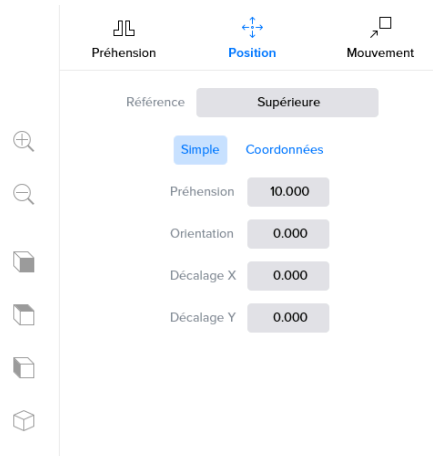 Préhension Position Mouvement
Référence Supérieure
Simple Coordonnées
Préhension 10.000
Orientation 0.000
Décalage X 0.000
Décalage Y 0.000